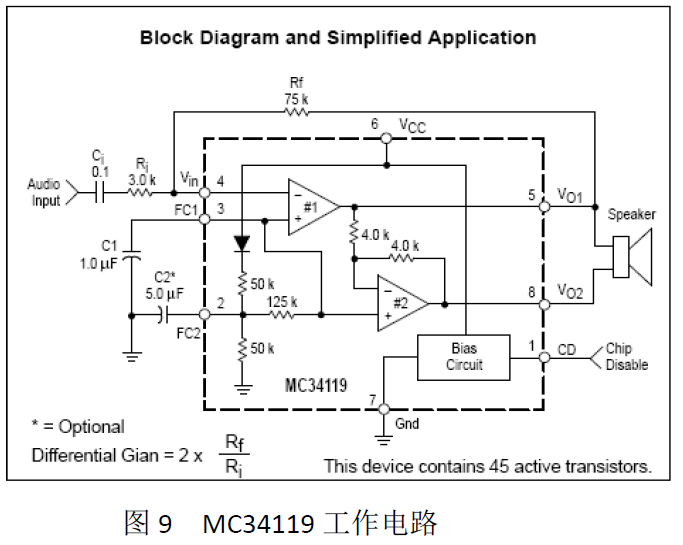 Block Diagram and Simplified Application
Rf
75 k
6 VCC
Ci
0.1
Ri
3.0 k
Audio
Input
Vin
4
FC1
3
#1
5
VO1
Speaker
C1
1.0 µF
4.0 k
4.0 k
C2*
5.0 µF
50 k
2
125 k
#2
8
VO2
FC2
50 k
Bias
Circuit
1
CD
Chip
Disable
MC34119
7
Gnd
* = Optional
Differential Gian = 2 x Rf
Ri
This device contains 45 active transistors.
图 9 MC34119 工作电路